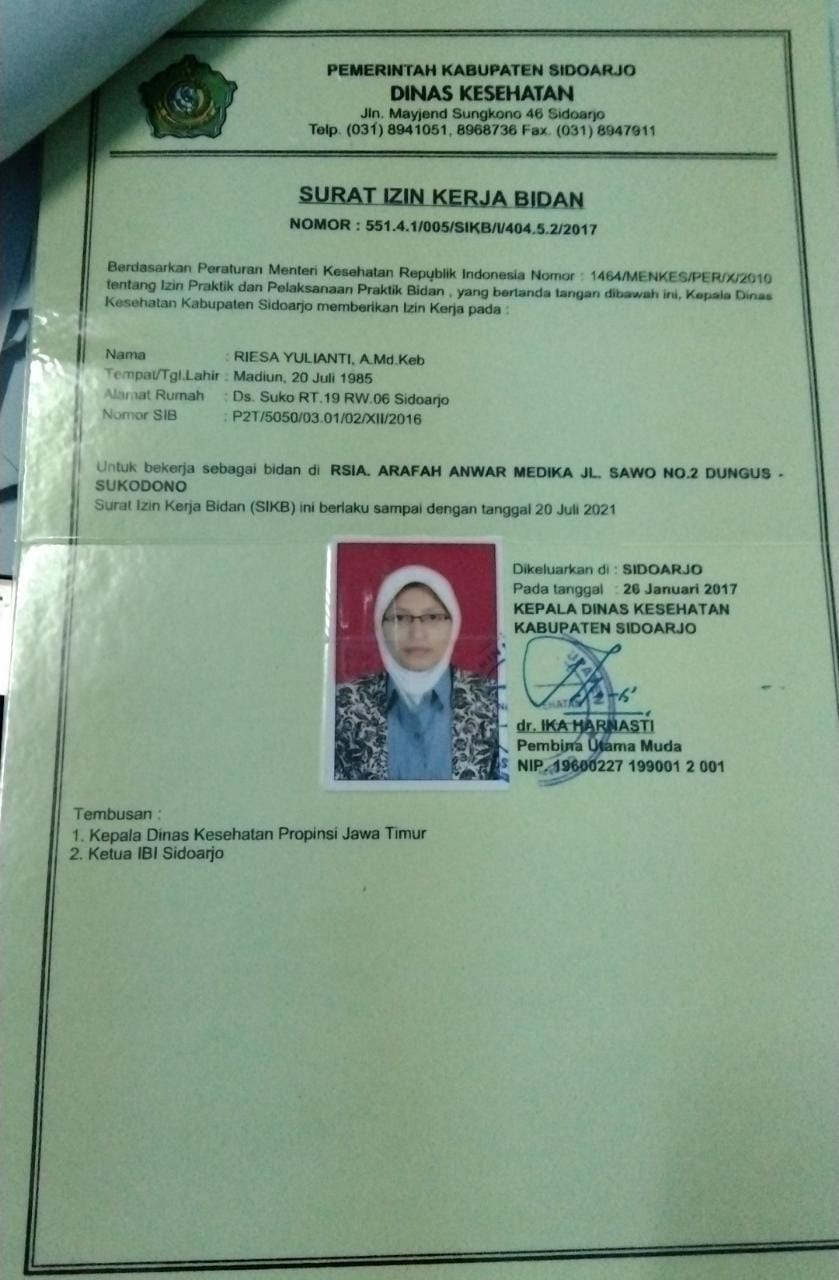 PEMERINTAH KABUPATEN SIDOARJO
DINAS KESEHATAN
Jln. Mayjend Sungkono 46 Sidoarjo
Telp. (031) 8941051, 8968736 Fax. (031) 8947911
SURAT IZIN KERJA BIDAN
NOMOR : 551.4.1/005/SIKB/I/404.5.2/2017
Berdasarkan Peraturan Menteri Kesehatan Republik Indonesia Nomor : 1464/MENKES/PER/X/2010
tentang Izin Praktik dan Pelaksanaan Praktik Bidan , yang bertanda tangan dibawah ini, Kepala Dinas
Kesehatan Kabupaten Sidoarjo memberikan Izin Kerja pada :
Nama : RIESA YULIANTI, A.Md.Keb
Tempat/Tgl.Lahir : Madiun, 20 Juli 1985
Alamat Rumah : Ds. Suko RT.19 RW.06 Sidoarjo
Nomor SIB : P2T/5050/03.01/02/XII/2016
Untuk bekerja sebagai bidan di RSIA. ARAFAH ANWAR MEDIKA JL. SAWO NO.2 DUNGUS -
SUKODONO
Surat Izin Kerja Bidan (SIKB) ini berlaku sampai dengan tanggal 20 Juli 2021
Dikeluarkan di : SIDOARJO
Pada tanggal : 26 Januari 2017
KEPALA DINAS KESEHATAN
KABUPATEN SIDOARJO
dr. IKA HARNASTI
Pembina Utama Muda
NIP. 19600227 199001 2 001
Tembusan :
1. Kepala Dinas Kesehatan Propinsi Jawa Timur
2. Ketua IBI Sidoarjo